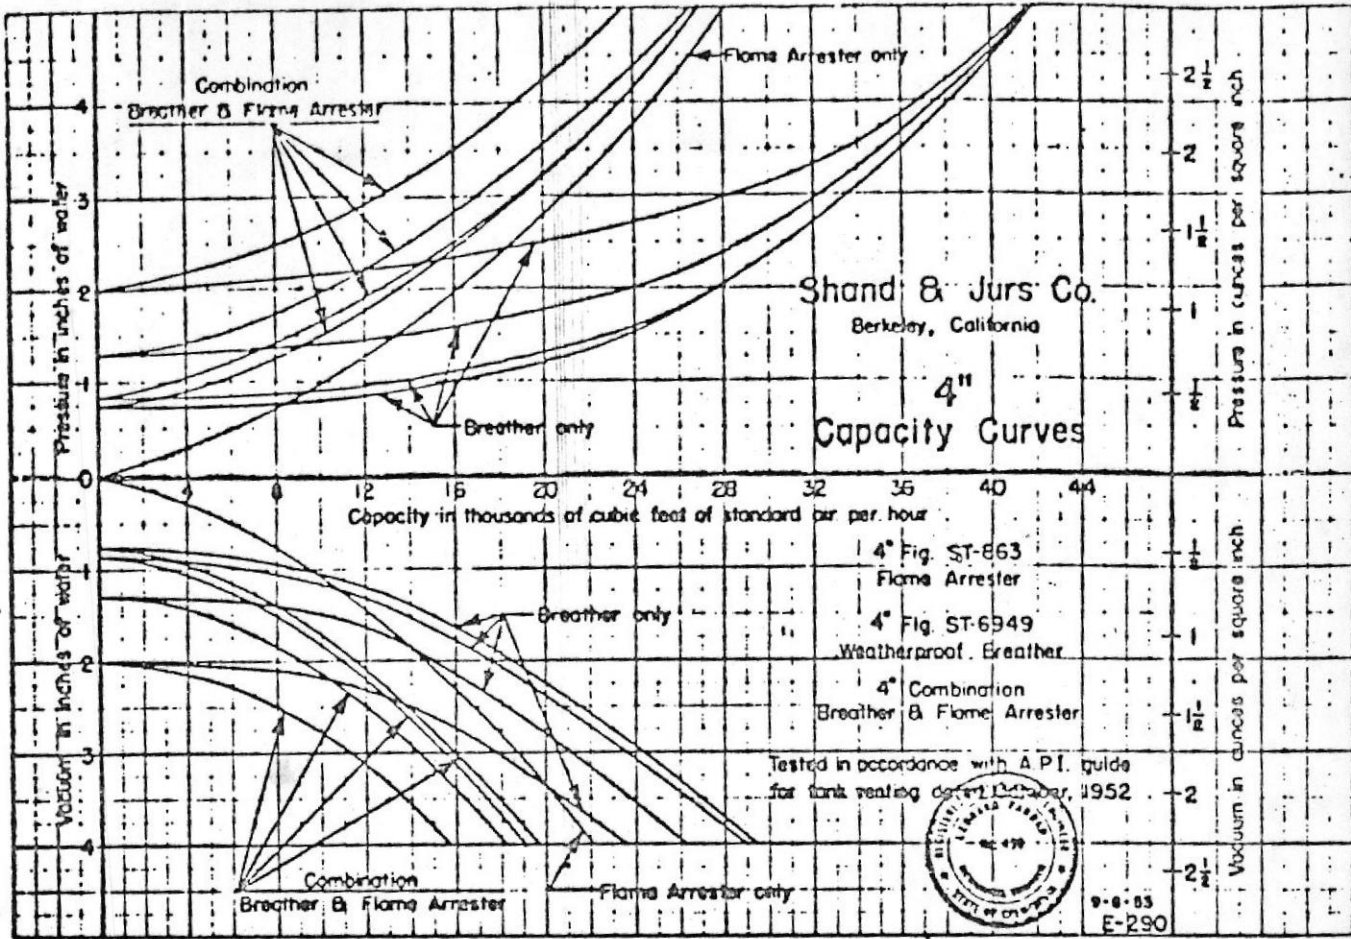 Combination
Breather & Flame Arrester
Flame Arrester only
Pressure in inches of water
4
3
2
1
0
Shand & Jurs Co.
Berkeley, California
4"
Capacity Curves
Breather only
2 1/2
2
1 1/2
1
1/2
Pressure in ounces per square inch
4
8
12
16
20
24
28
32
36
40
44
Capacity in thousands of cubic feet of standard air per hour
Vacuum in inches of water
1
2
3
4
Breather only
4" Fig. ST-863
Flame Arrester
4" Fig. ST-6949
Weatherproof Breather
4" Combination
Breather & Flame Arrester
Tested in accordance with A.P.I. guide
for tank venting dated October, 1952
Combination
Breather & Flame Arrester
Flame Arrester only
1/2
1
1 1/2
2
2 1/2
Vacuum in ounces per square inch
9-8-53
E-290